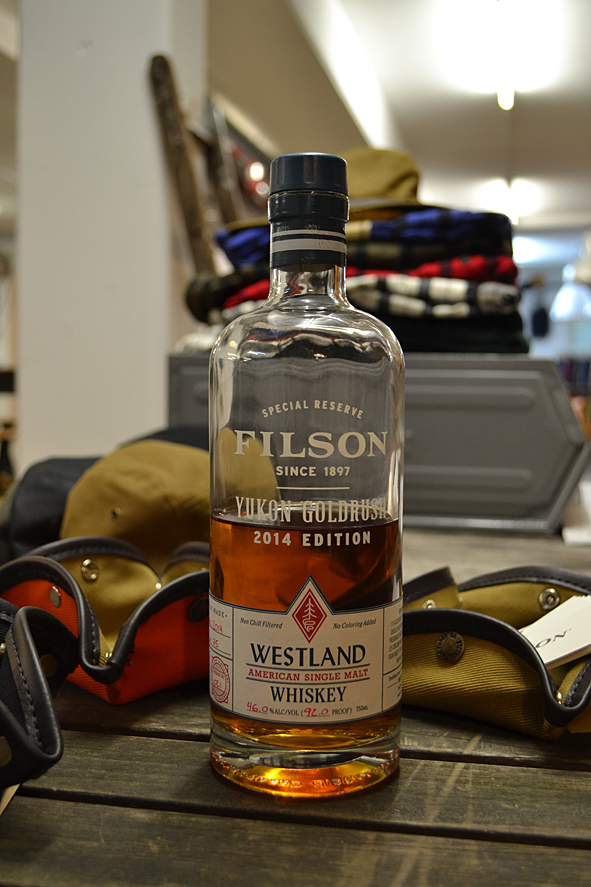 SPECIAL RESERVE
FILSON
SINCE 1897
YUKON GOLDRUSH
2014 EDITION
Non Chill Filtered
No Coloring Added
WESTLAND
AMERICAN SINGLE MALT
WHISKEY
46.0 % ALC/VOL (92.0 PROOF) 750ml
SON